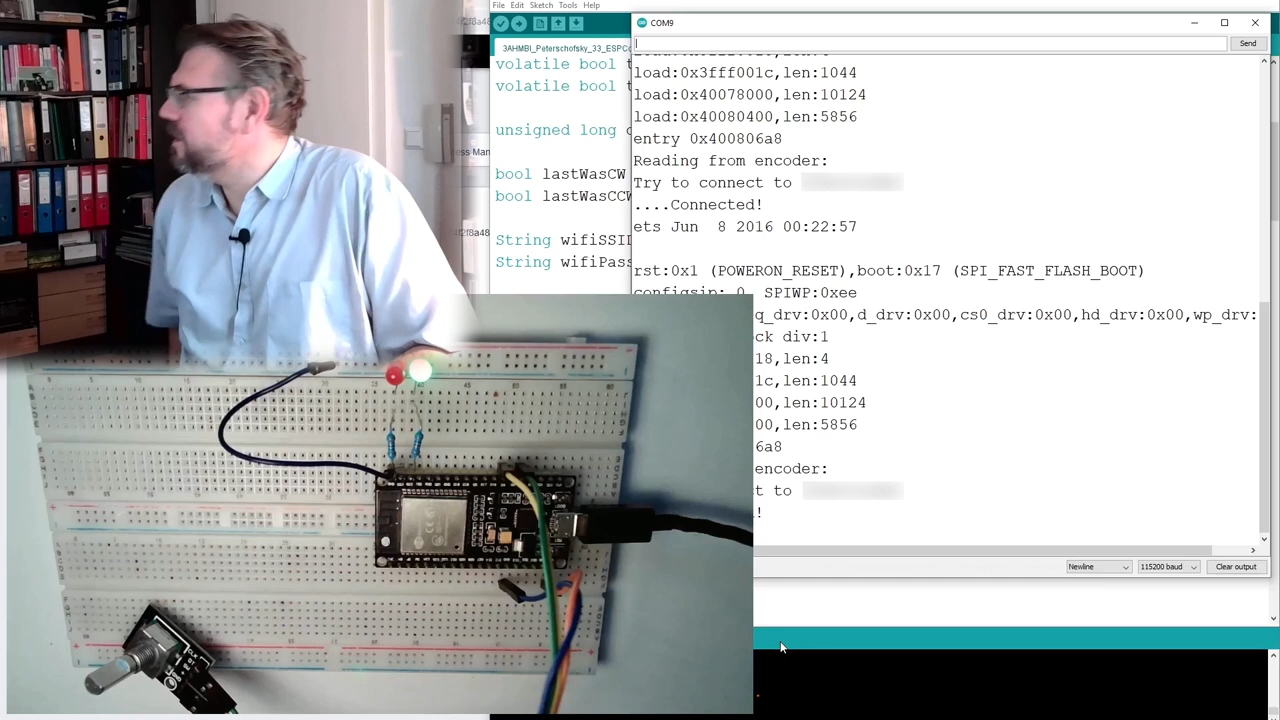 File Edit Sketch Tools Help
COM9
Send
3AHMBI_Peterschofsky_33_ESPCo
volatile bool t
volatile bool t
unsigned long c
bool lastWasCW
bool lastWasCCW
String wifiSSID
String wifiPass
load:0x3fff001c,len:1044
load:0x40078000,len:10124
load:0x40080400,len:5856
entry 0x400806a8
Reading from encoder:
Try to connect to
....Connected!
ets Jun 8 2016 00:22:57
rst:0x1 (POWERON_RESET),boot:0x17 (SPI_FAST_FLASH_BOOT)
configsip: 0, SPIWP:0xee
q_drv:0x00,d_drv:0x00,cs0_drv:0x00,hd_drv:0x00,wp_drv:
ck div:1
18,len:4
1c,len:1044
00,len:10124
00,len:5856
6a8
encoder:
ct to
!
Newline
115200 baud
Clear output